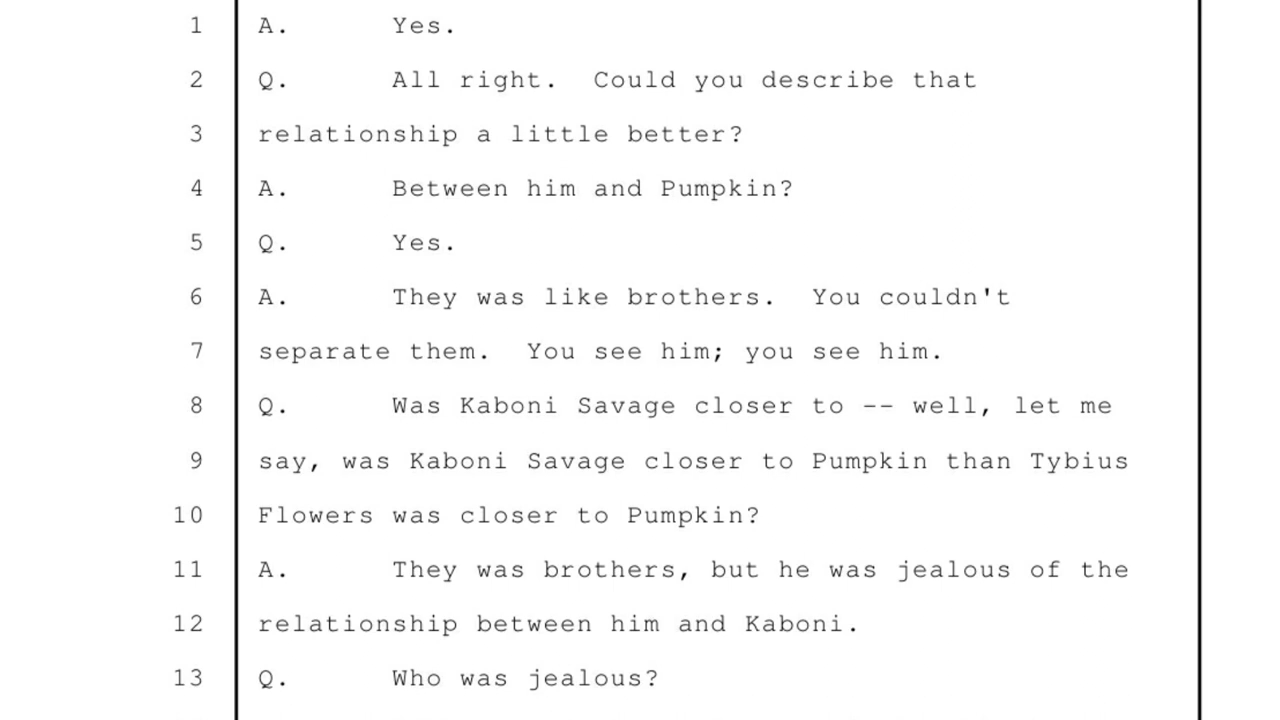 1 A. Yes.
2 Q. All right. Could you describe that
3 relationship a little better?
4 A. Between him and Pumpkin?
5 Q. Yes.
6 A. They was like brothers. You couldn't
7 separate them. You see him; you see him.
8 Q. Was Kaboni Savage closer to -- well, let me
9 say, was Kaboni Savage closer to Pumpkin than Tybius
10 Flowers was closer to Pumpkin?
11 A. They was brothers, but he was jealous of the
12 relationship between him and Kaboni.
13 Q. Who was jealous?